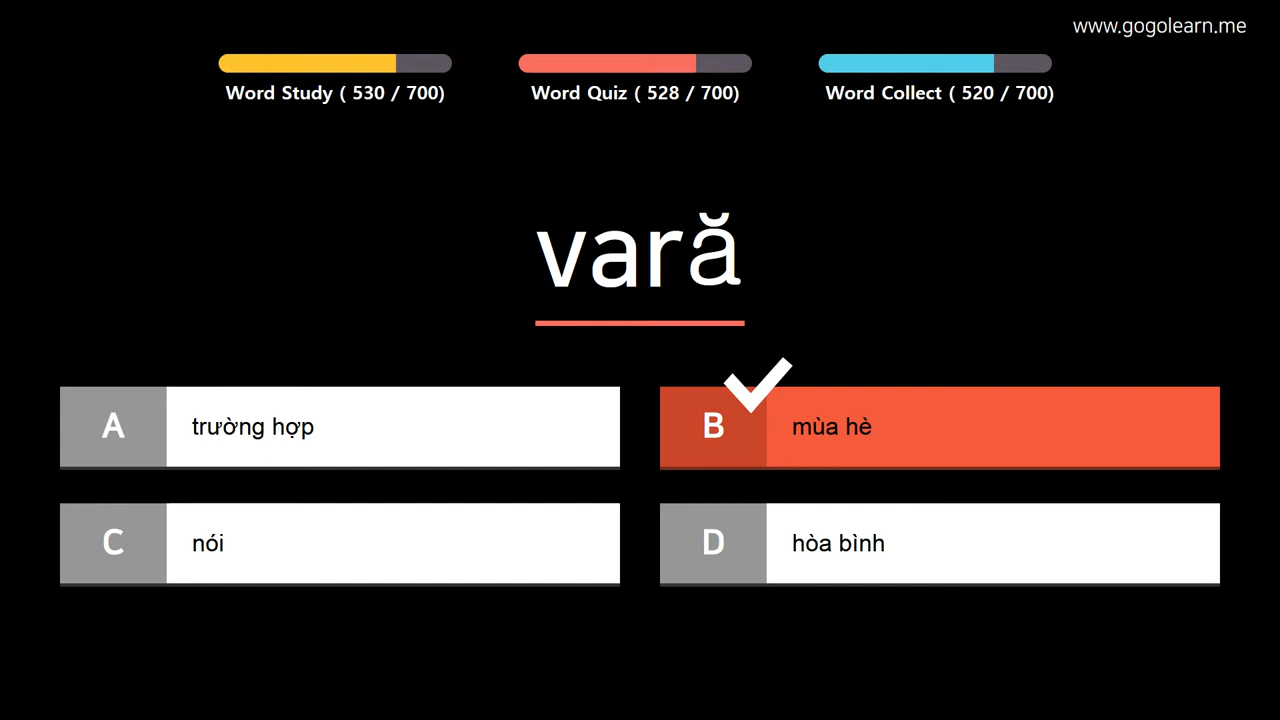 www.gogolearn.me
Word Study ( 530 / 700)
Word Quiz ( 528 / 700)
Word Collect ( 520 / 700)
vară
A trường hợp
B mùa hè
C nói
D hòa bình